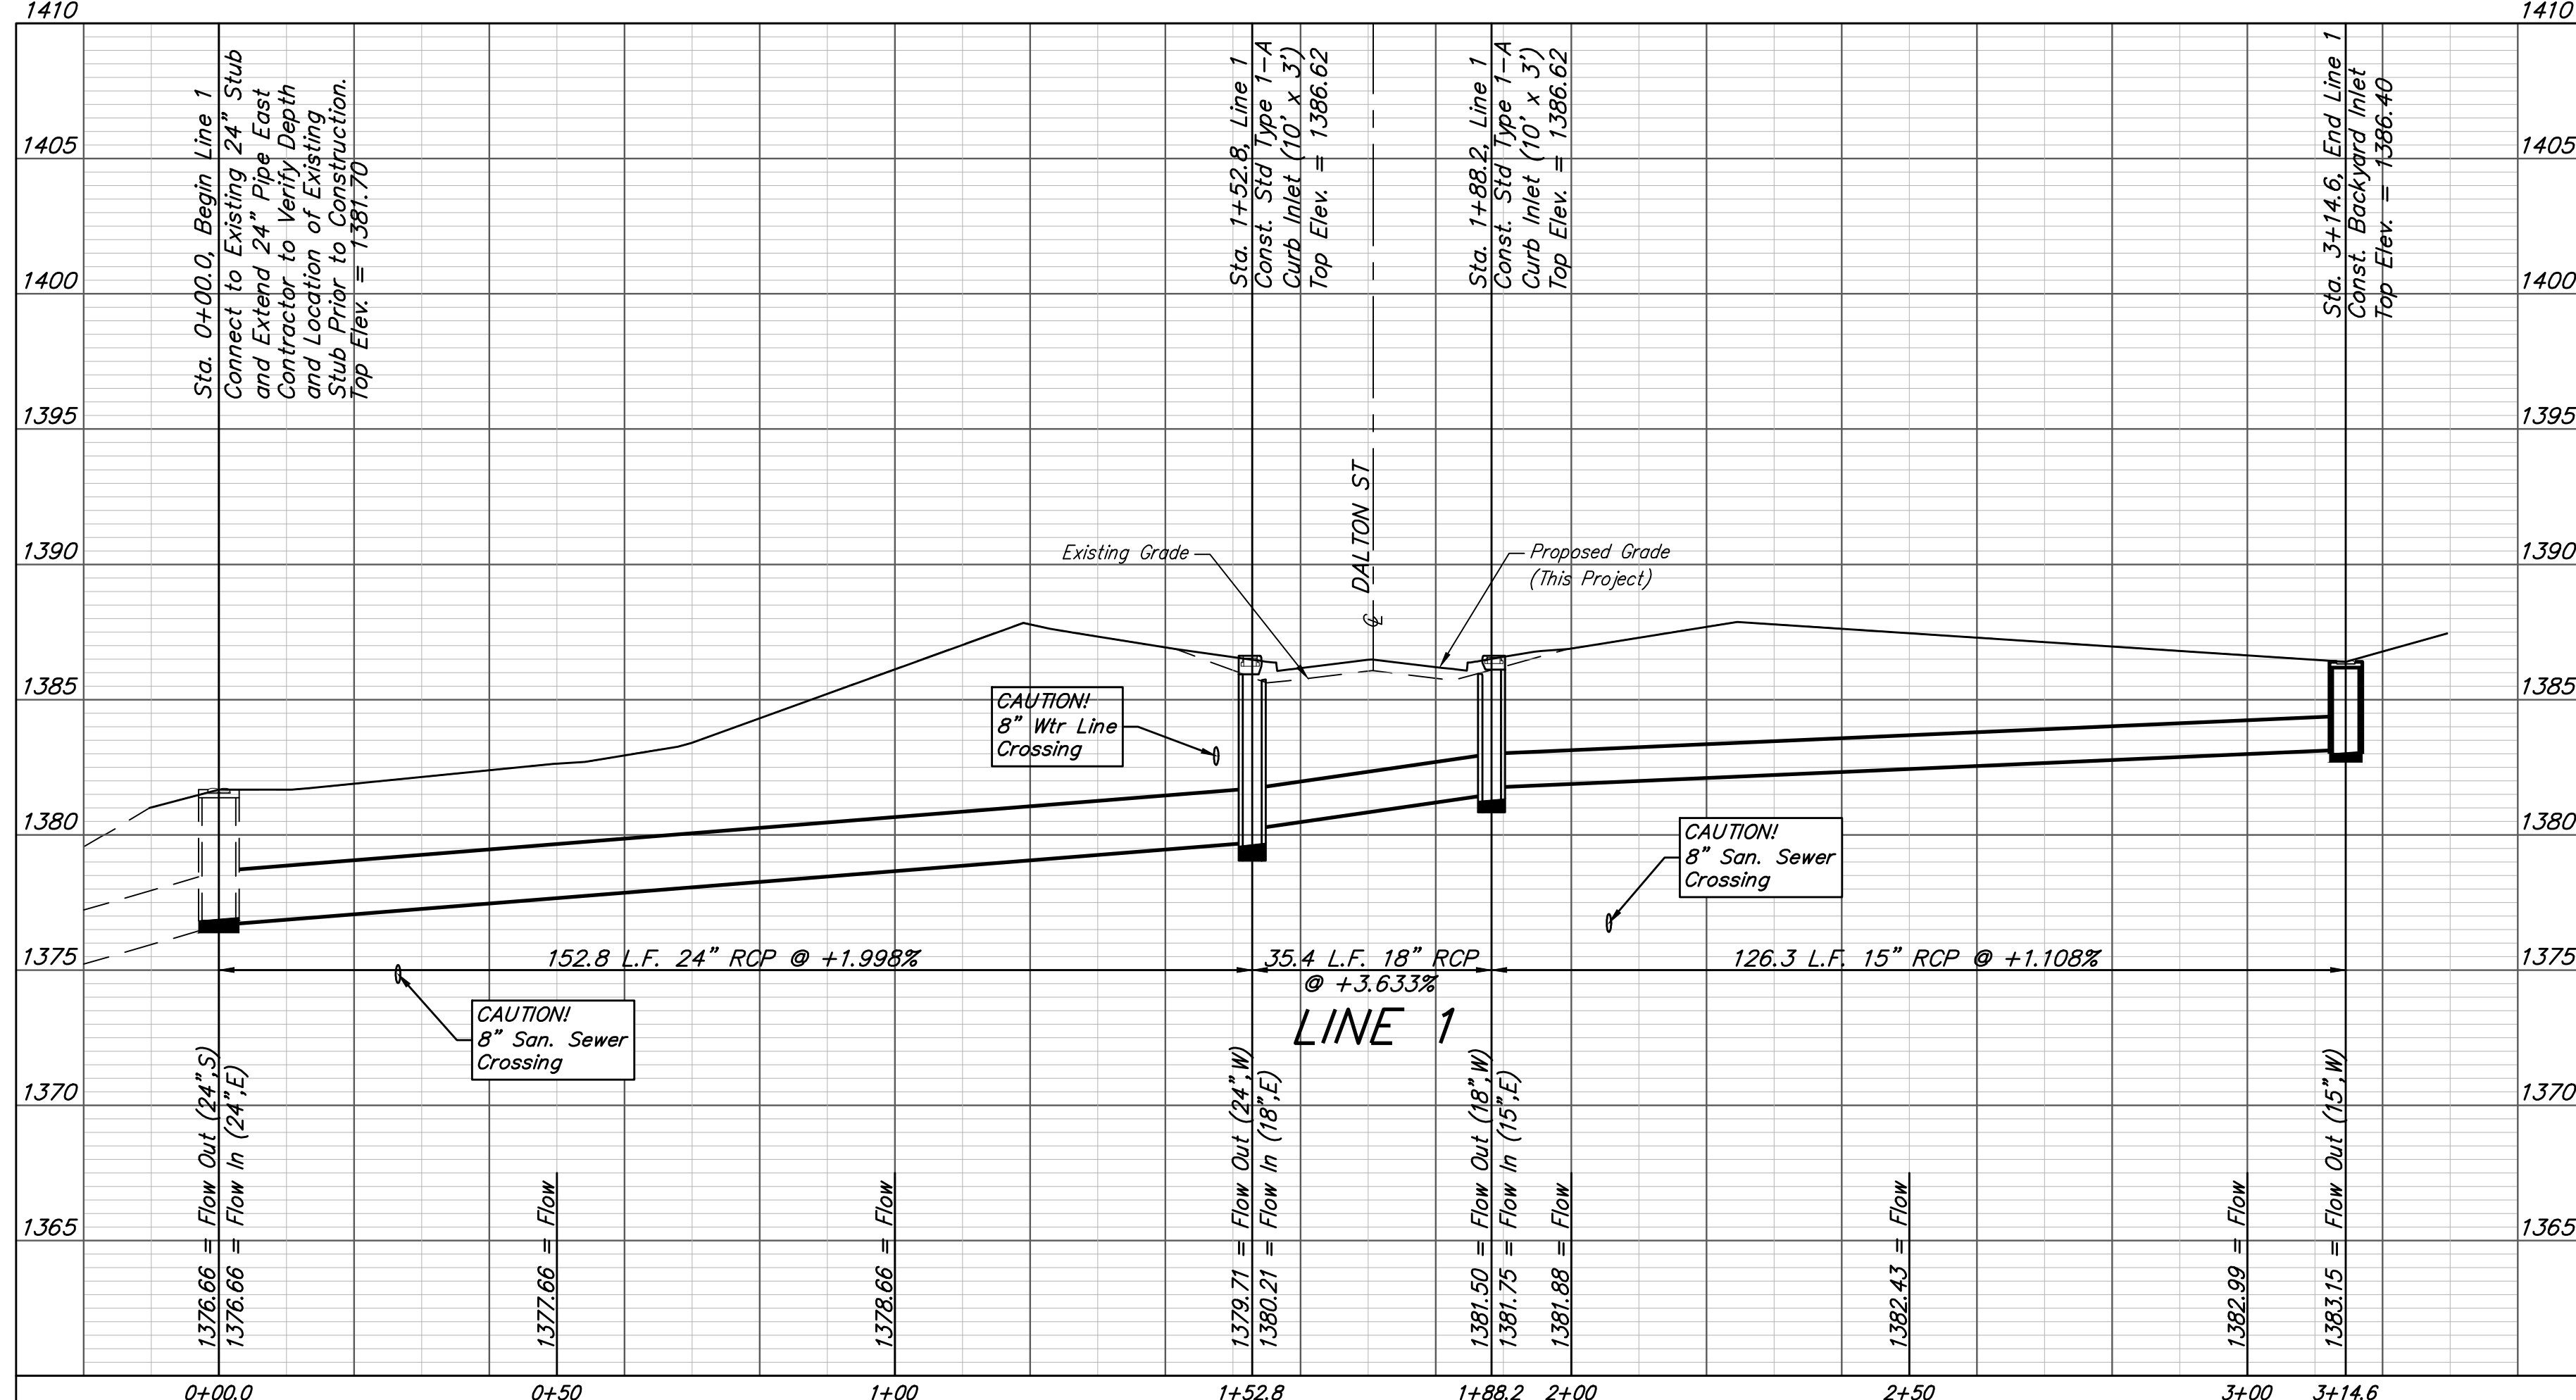 1410
1410
1405
1405
1400
1400
1395
1395
1390
1390
1385
1385
1380
1380
1375
1375
1370
1370
1365
1365
Sta. 0+00.0, Begin Line 1
Connect to Existing 24" Stub
and Extend 24" Pipe East
Contractor to Verify Depth
and Location of Existing
Stub Prior to Construction.
Top Elev. = 1381.70
Sta. 1+52.8, Line 1
Const. Std Type 1-A
Curb Inlet (10' x 3')
Top Elev. = 1386.62
Sta. 1+88.2, Line 1
Const. Std Type 1-A
Curb Inlet (10' x 3')
Top Elev. = 1386.62
Sta. 3+14.6, End Line 1
Const. Backyard Inlet
Top Elev. = 1386.40
℄ DALTON ST
Existing Grade
Proposed Grade
(This Project)
CAUTION!
8" Wtr Line
Crossing
CAUTION!
8" San. Sewer
Crossing
152.8 L.F. 24" RCP @ +1.998%
35.4 L.F. 18" RCP
@ +3.633%
126.3 L.F. 15" RCP @ +1.108%
CAUTION!
8" San. Sewer
Crossing
LINE 1
1376.66 = Flow Out (24",S)
1376.66 = Flow In (24",E)
1377.66 = Flow
1378.66 = Flow
1379.71 = Flow Out (24",W)
1380.21 = Flow In (18",E)
1381.50 = Flow Out (18",W)
1381.75 = Flow In (15",E)
1381.88 = Flow
1382.43 = Flow
1382.99 = Flow
1383.15 = Flow Out (15",W)
0+00.0
0+50
1+00
1+52.8
1+88.2
2+00
2+50
3+00
3+14.6